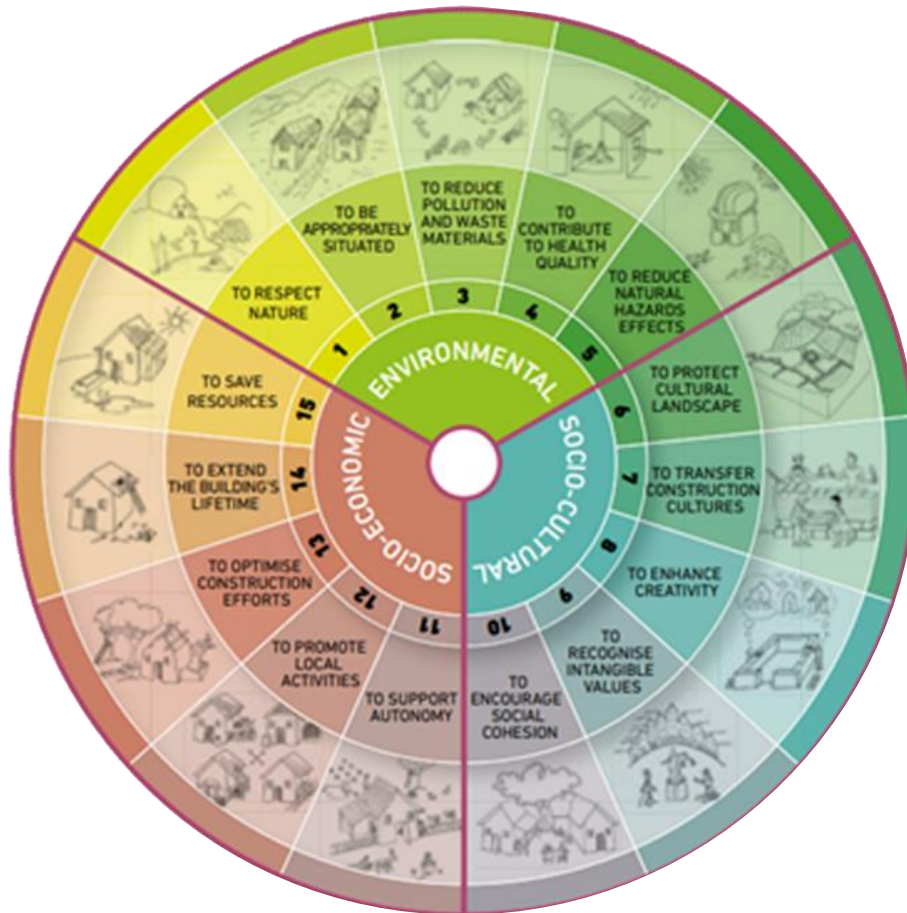 ENVIRONMENTAL
SOCIO-CULTURAL
SOCIO-ECONOMIC
1
TO RESPECT
NATURE
2
TO BE
APPROPRIATELY
SITUATED
3
TO REDUCE
POLLUTION
AND WASTE
MATERIALS
4
TO
CONTRIBUTE
TO HEALTH
QUALITY
5
TO REDUCE
NATURAL
HAZARDS
EFFECTS
6
TO PROTECT
CULTURAL
LANDSCAPE
7
TO TRANSFER
CONSTRUCTION
CULTURES
8
TO ENHANCE
CREATIVITY
9
TO
RECOGNISE
INTANGIBLE
VALUES
10
TO
ENCOURAGE
SOCIAL
COHESION
11
TO SUPPORT
AUTONOMY
12
TO PROMOTE
LOCAL
ACTIVITIES
13
TO OPTIMISE
CONSTRUCTION
EFFORTS
14
TO EXTEND
THE BUILDING'S
LIFETIME
15
TO SAVE
RESOURCES